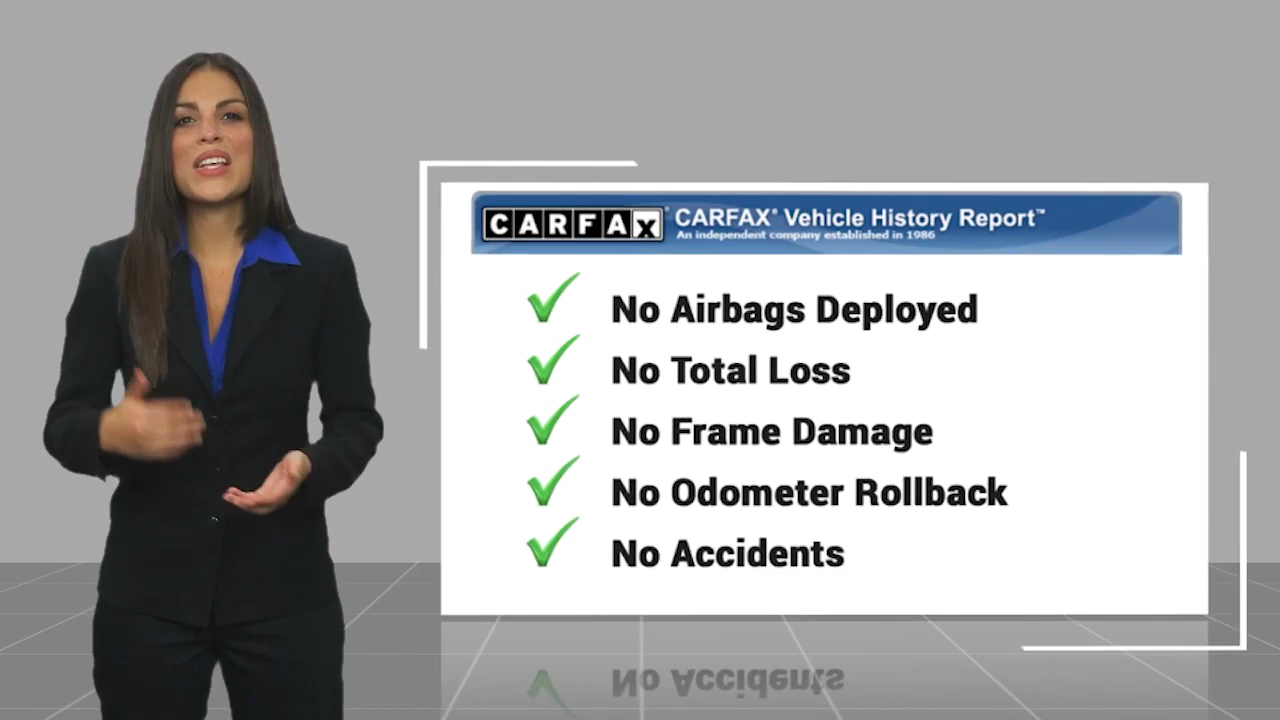 CARFAX® CARFAX® Vehicle History Report™
An independent company established in 1986
No Airbags Deployed
No Total Loss
No Frame Damage
No Odometer Rollback
No Accidents
No Accidents